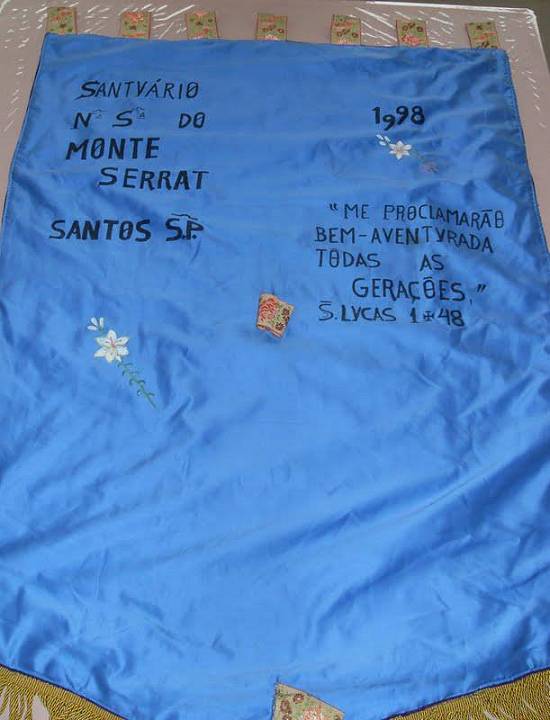 SANTVÁRIO
Nª Sª DO
MONTE
SERRAT
SANTOS S.P.
1998
"ME PROCLAMARÃO
BEM-AVENTVRADA
TODAS AS
GERAÇÕES."
S. LVCAS 1✠48